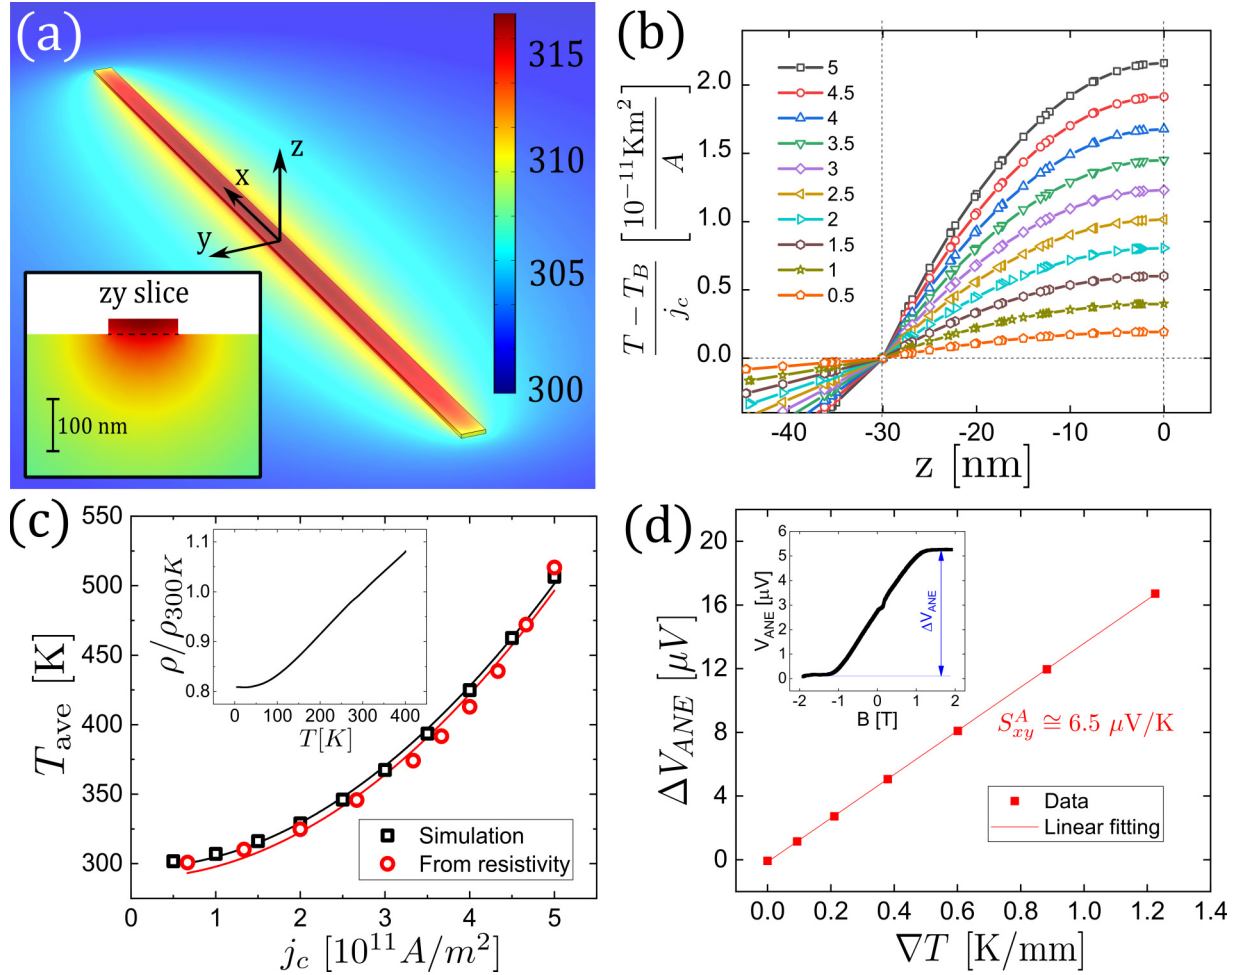 (a)
315
310
305
300
z
x
y
zy slice
100 nm
(b)
T − T_B / j_c [10⁻¹¹Km² / A]
2.0
1.5
1.0
0.5
0.0
5
4.5
4
3.5
3
2.5
2
1.5
1
0.5
-40 -30 -20 -10 0
z [nm]
(c)
T_ave [K]
550
500
450
400
350
300
ρ/ρ_300K
1.1
1.0
0.9
0.8
0 100 200 300 400
T[K]
Simulation
From resistivity
0 1 2 3 4 5
j_c [10¹¹A/m²]
(d)
ΔV_ANE [μV]
20
16
12
8
4
0
V_ANE [μV]
6
5
4
3
2
1
0
ΔV_ANE
-2 -1 0 1 2
B [T]
S^A_xy ≅ 6.5 μV/K
Data
Linear fitting
0.0 0.2 0.4 0.6 0.8 1.0 1.2 1.4
∇T [K/mm]